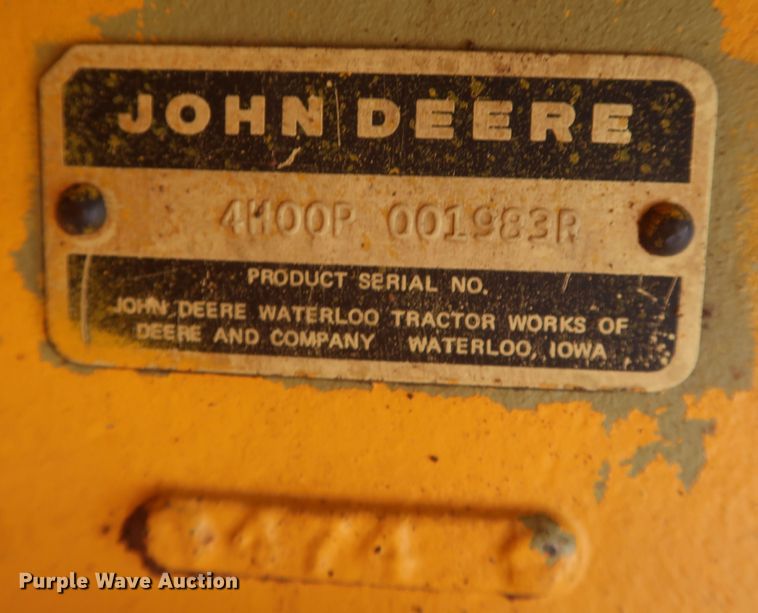 JOHN DEERE
4H00P 001983R
PRODUCT SERIAL NO.
JOHN DEERE WATERLOO TRACTOR WORKS OF
DEERE AND COMPANY WATERLOO, IOWA
Purple Wave Auction